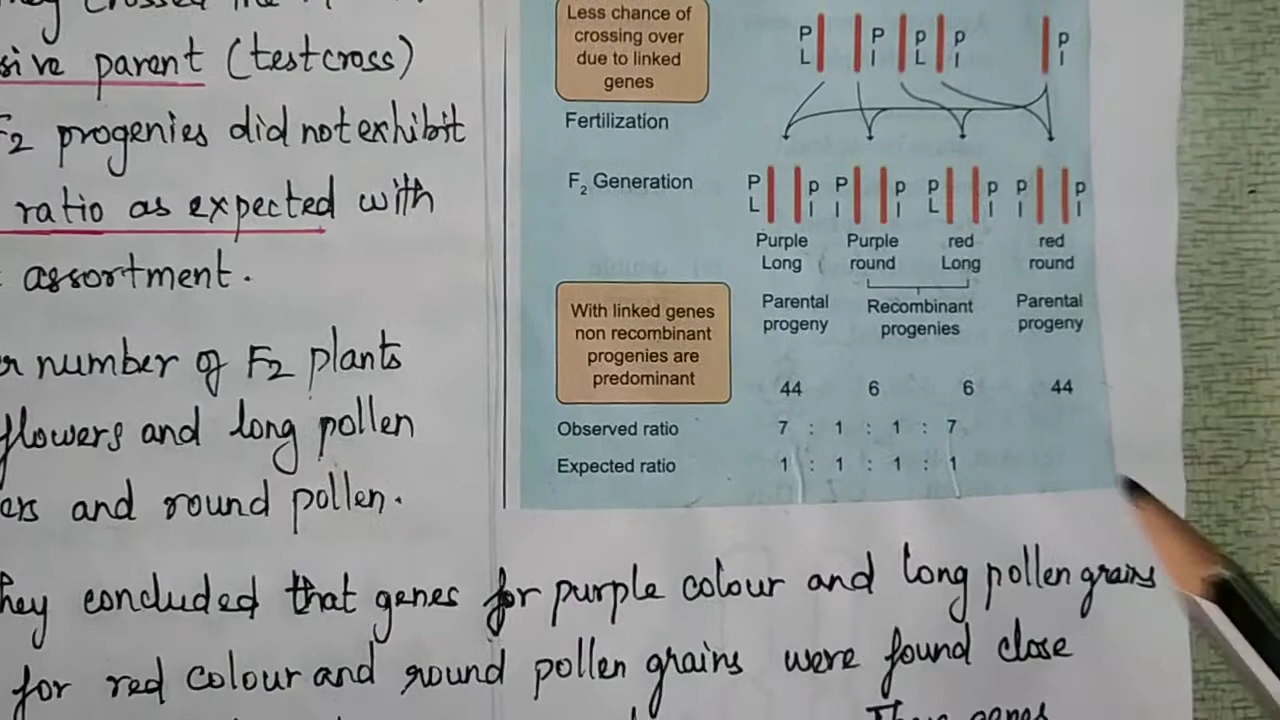 sive parent (testcross)
F2 progenies did not exhibit
ratio as expected with
assortment.
number of F2 plants
flowers and long pollen
ers and round pollen.
Less chance of
crossing over
due to linked
genes
P P P P P
L l L l l
Fertilization
F2 Generation
P p P p p p p p
L l l l L l l l
Purple Purple red red
Long round Long round
Parental Recombinant Parental
progeny progenies progeny
With linked genes
non recombinant
progenies are
predominant
44 6 6 44
Observed ratio 7 : 1 : 1 : 7
Expected ratio 1 : 1 : 1 : 1
hey concluded that genes for purple colour and long pollen grains
for red colour and round pollen grains were found close